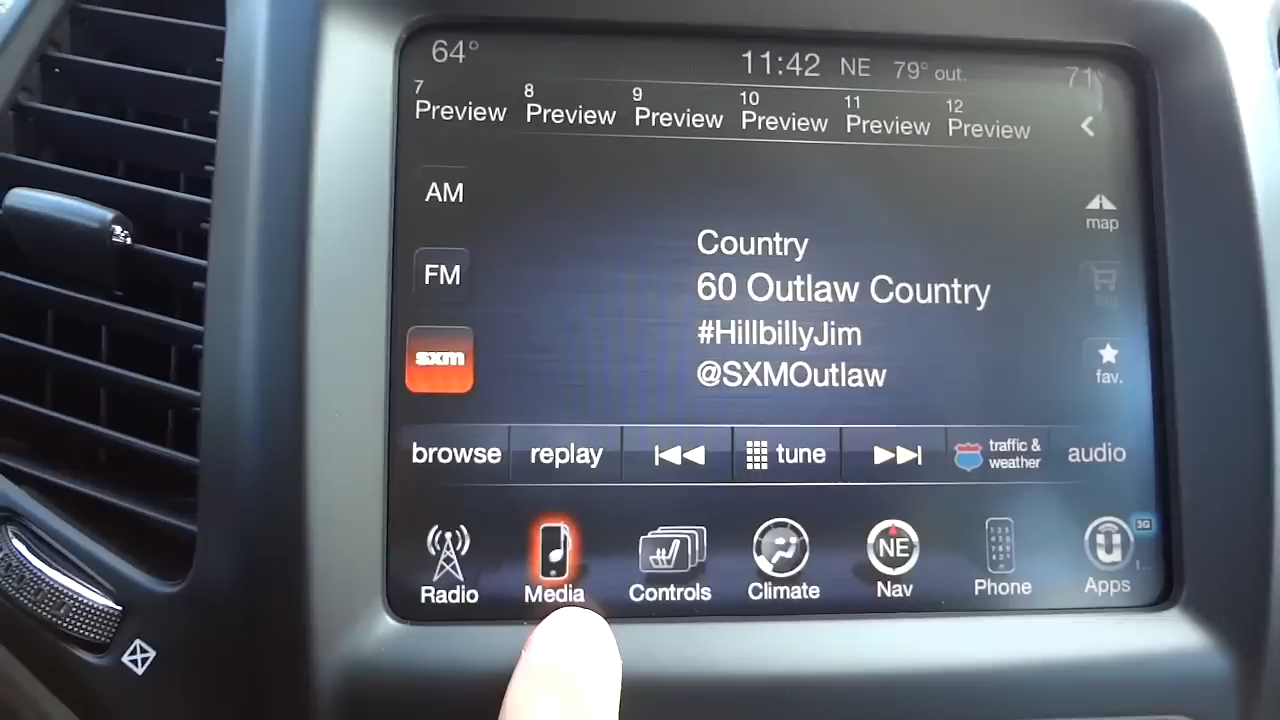 64° 11:42 NE 79° out. 71°
7 8 9 10 11 12
Preview Preview Preview Preview Preview Preview
AM
map
Country
FM
60 Outlaw Country
#HillbillyJim
sxm
fav.
@SXMOutlaw
browse replay tune traffic & weather audio
NE 3G
Radio Media Controls Climate Nav Phone Apps